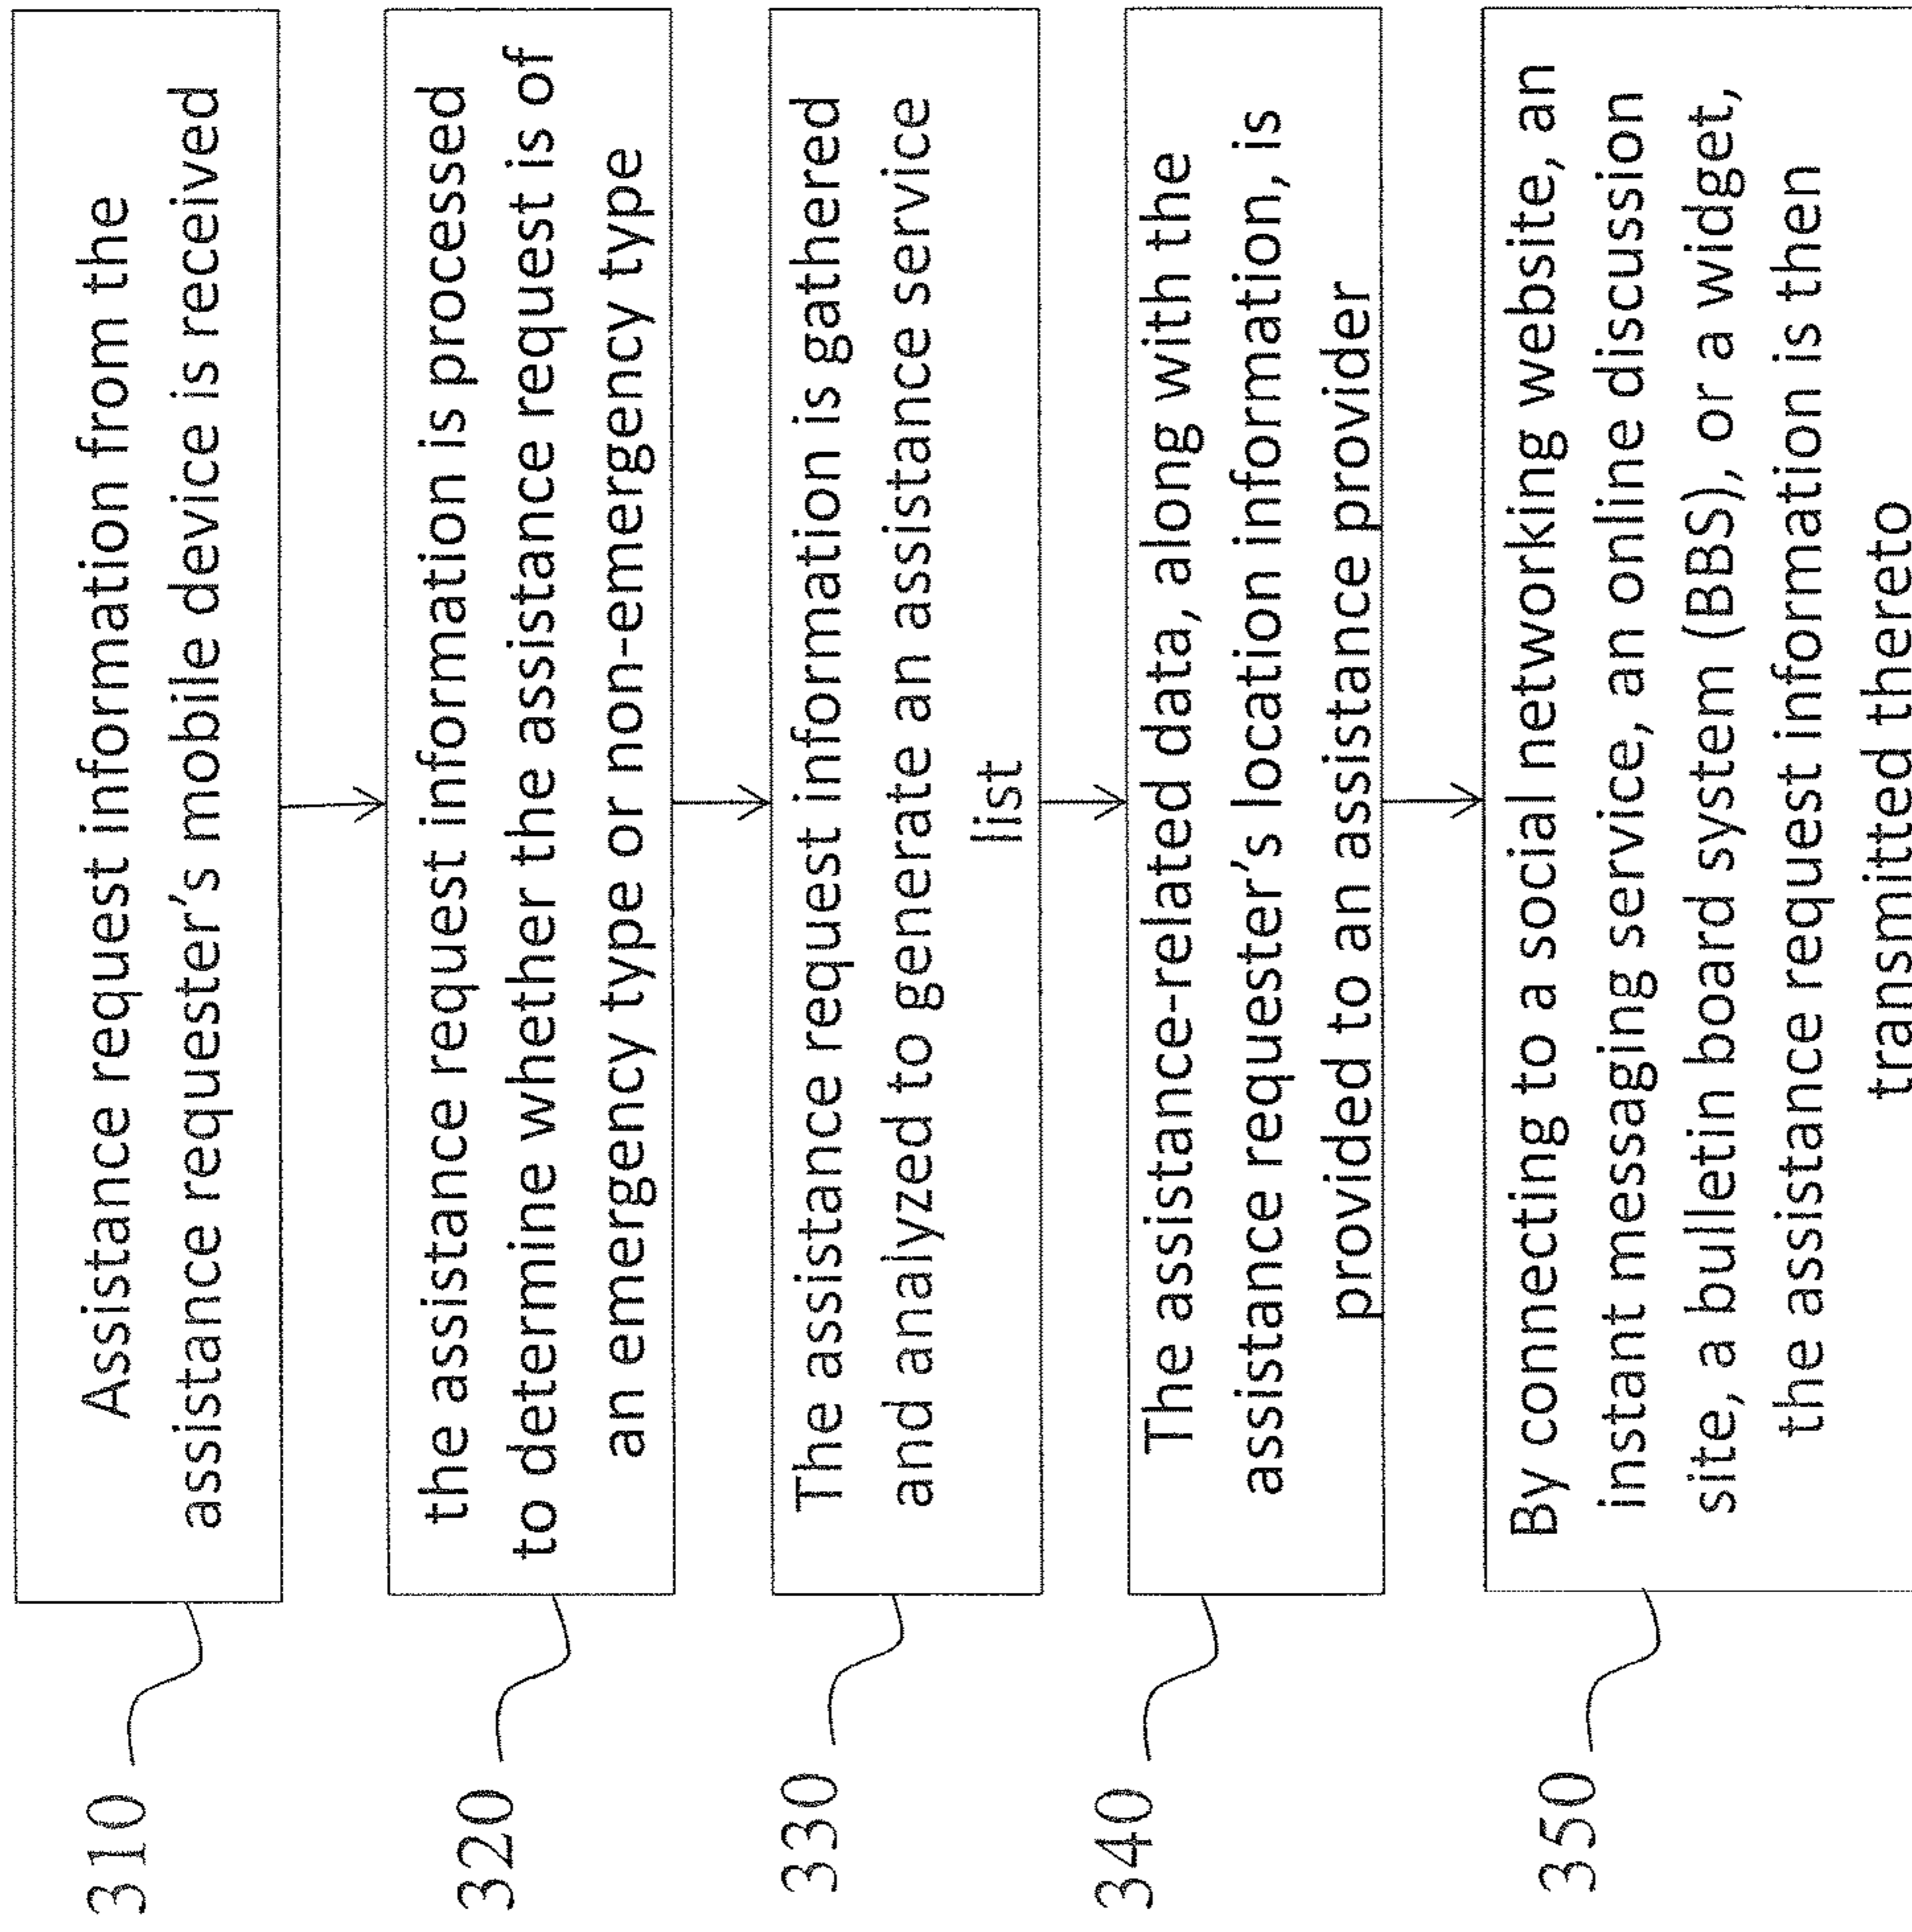 310
Assistance request information from the
assistance requester's mobile device is received
320
the assistance request information is processed
to determine whether the assistance request is of
an emergency type or non-emergency type
330
The assistance request information is gathered
and analyzed to generate an assistance service
list
340
The assistance-related data, along with the
assistance requester's location information, is
provided to an assistance provider
350
By connecting to a social networking website, an
instant messaging service, an online discussion
site, a bulletin board system (BBS), or a widget,
the assistance request information is then
transmitted thereto